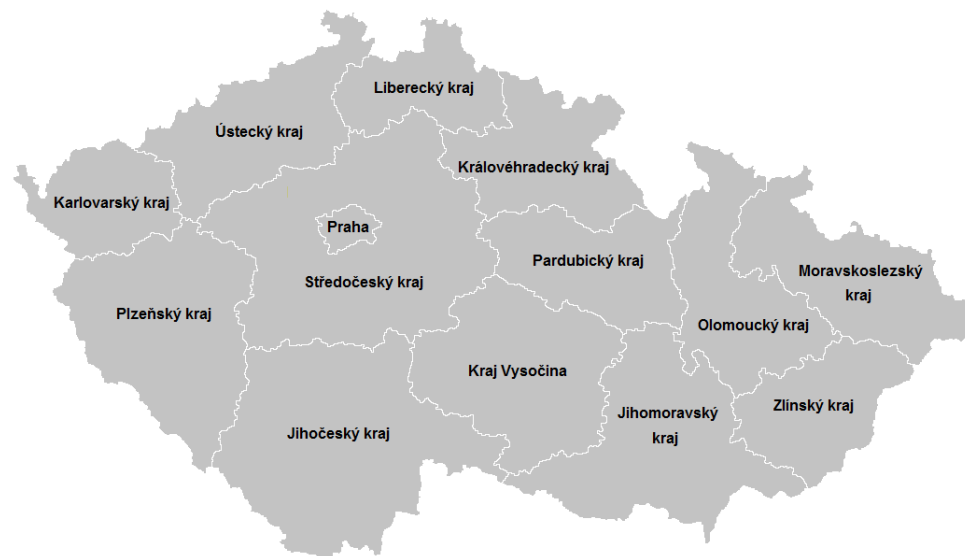 Liberecký kraj
Ústecký kraj
Královéhradecký kraj
Karlovarský kraj
Praha
Pardubický kraj
Moravskoslezský
kraj
Středočeský kraj
Plzeňský kraj
Olomoucký kraj
Kraj Vysočina
Zlínský kraj
Jihomoravský
kraj
Jihočeský kraj